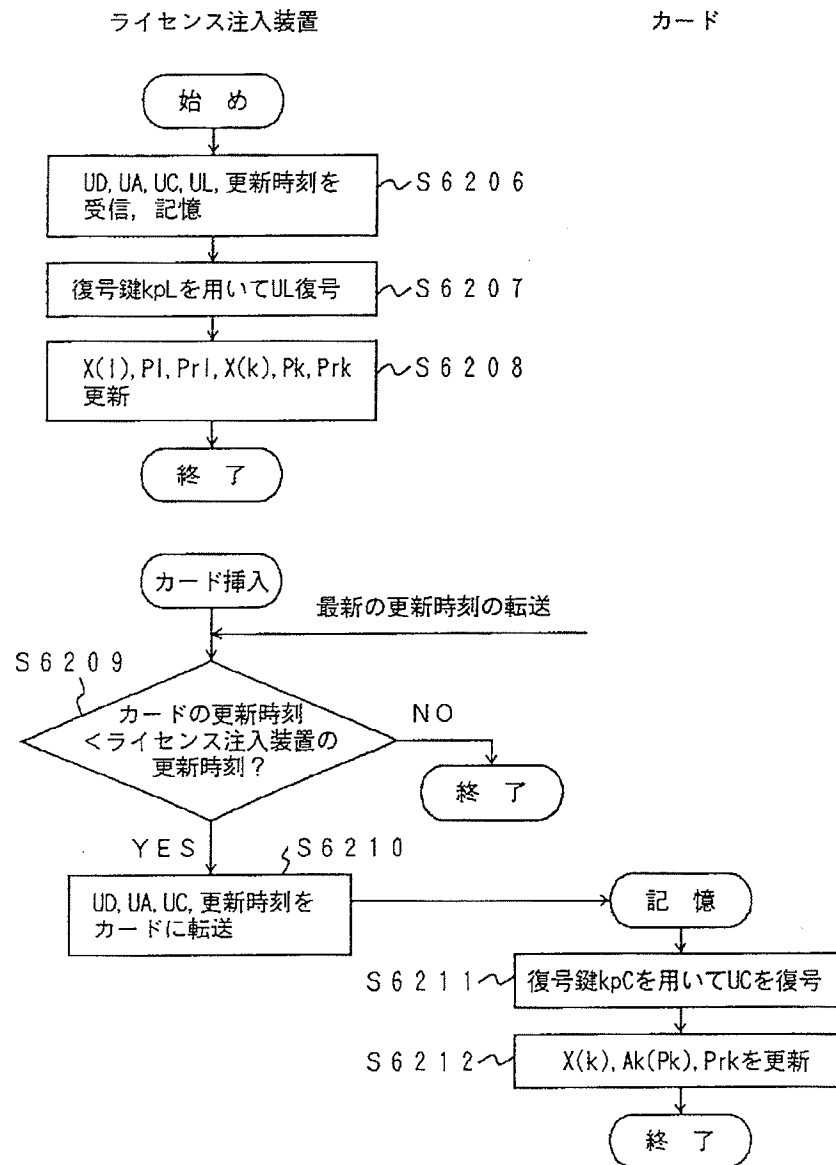 ライセンス注入装置
カード
始 め
UD, UA, UC, UL, 更新時刻を
受信, 記憶
S6206
復号鍵kpLを用いてUL復号
S6207
X(l), Pl, Prl, X(k), Pk, Prk
更新
S6208
終 了
カード挿入
最新の更新時刻の転送
S6209
カードの更新時刻
<ライセンス注入装置の
更新時刻?
NO
終 了
YES
S6210
UD, UA, UC, 更新時刻を
カードに転送
記 憶
S6211
復号鍵kpCを用いてUCを復号
S6212
X(k), Ak(Pk), Prkを更新
終 了